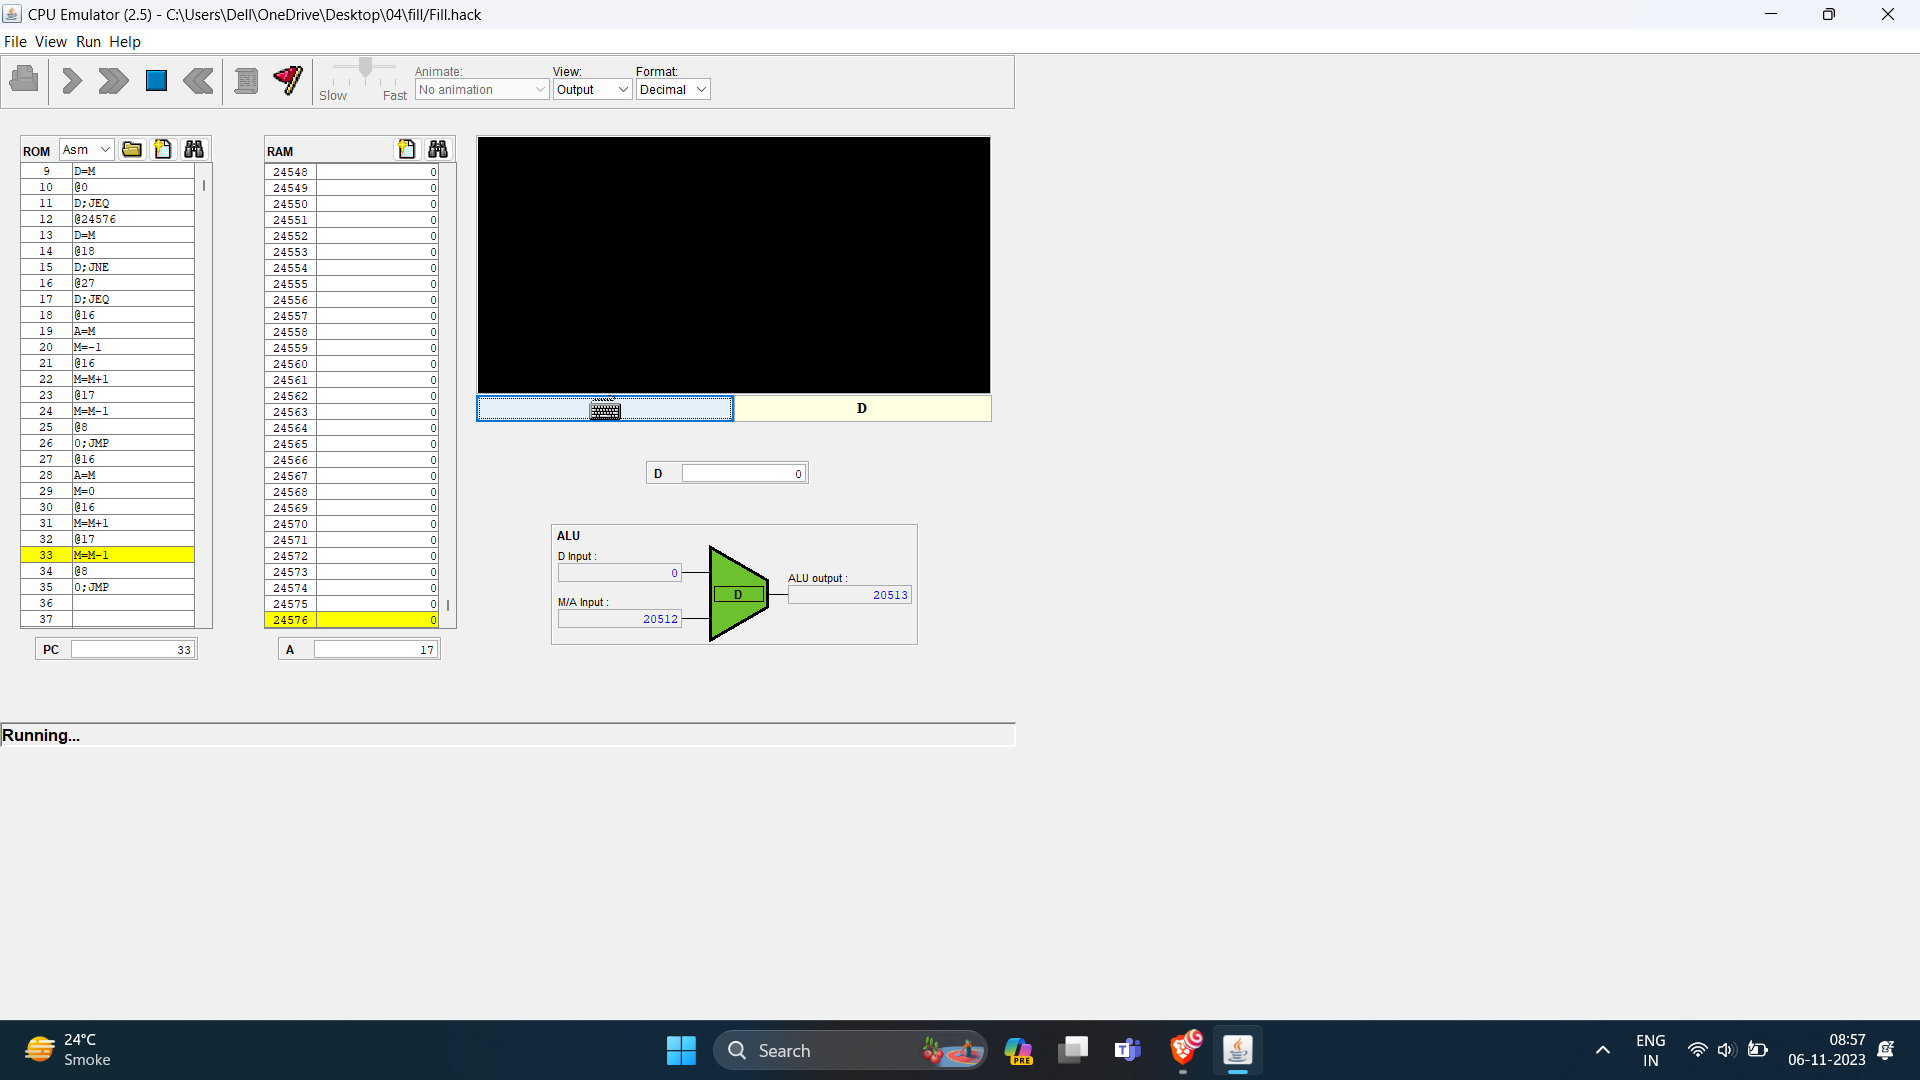 CPU Emulator (2.5) - C:\Users\Dell\OneDrive\Desktop\04\fill/Fill.hack
File View Run Help
Slow
Fast
Animate:
No animation
View:
Output
Format:
Decimal
ROM Asm
9 D=M
10 @0
11 D;JEQ
12 @24576
13 D=M
14 @18
15 D;JNE
16 @27
17 D;JEQ
18 @16
19 A=M
20 M=-1
21 @16
22 M=M+1
23 @17
24 M=M-1
25 @8
26 0;JMP
27 @16
28 A=M
29 M=0
30 @16
31 M=M+1
32 @17
33 M=M-1
34 @8
35 0;JMP
36
37
PC 33
RAM
24548 0
24549 0
24550 0
24551 0
24552 0
24553 0
24554 0
24555 0
24556 0
24557 0
24558 0
24559 0
24560 0
24561 0
24562 0
24563 0
24564 0
24565 0
24566 0
24567 0
24568 0
24569 0
24570 0
24571 0
24572 0
24573 0
24574 0
24575 0
24576 0
A 17
D
D 0
ALU
D Input :
0
M/A Input :
20512
D
ALU output :
20513
Running...
24°C
Smoke
Search
PRE
ENG
IN
08:57
06-11-2023